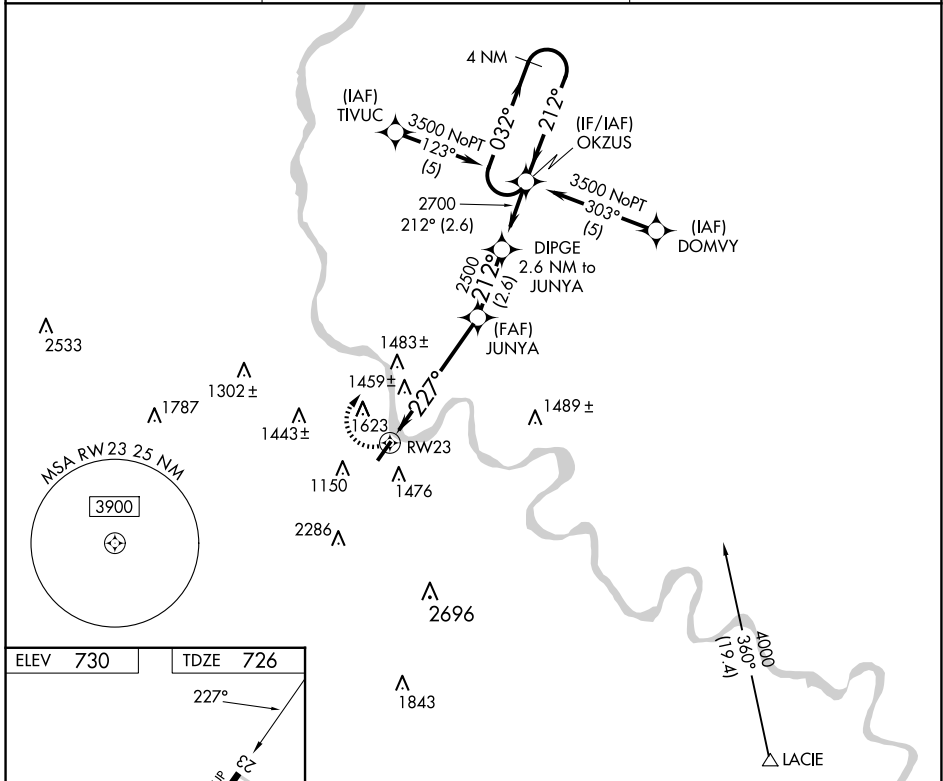 4 NM
(IAF)
TIVUC
3500 NoPT
123°
(5)
032°
212°
(IF/IAF)
OKZUS
3500 NoPT
303°
(5)
(IAF)
DOMVY
2700
212° (2.6)
DIPGE
2.6 NM to
JUNYA
2500
212°
(2.6)
(FAF)
JUNYA
2533
1483±
1302±
1459±
227°
1787
1443±
1623
1489±
RW23
MSA RW23 25 NM
1150
1476
3900
2286
2696
4000
360°
(19.4)
ELEV 730
TDZE 726
227°
1843
23
UP
LACIE